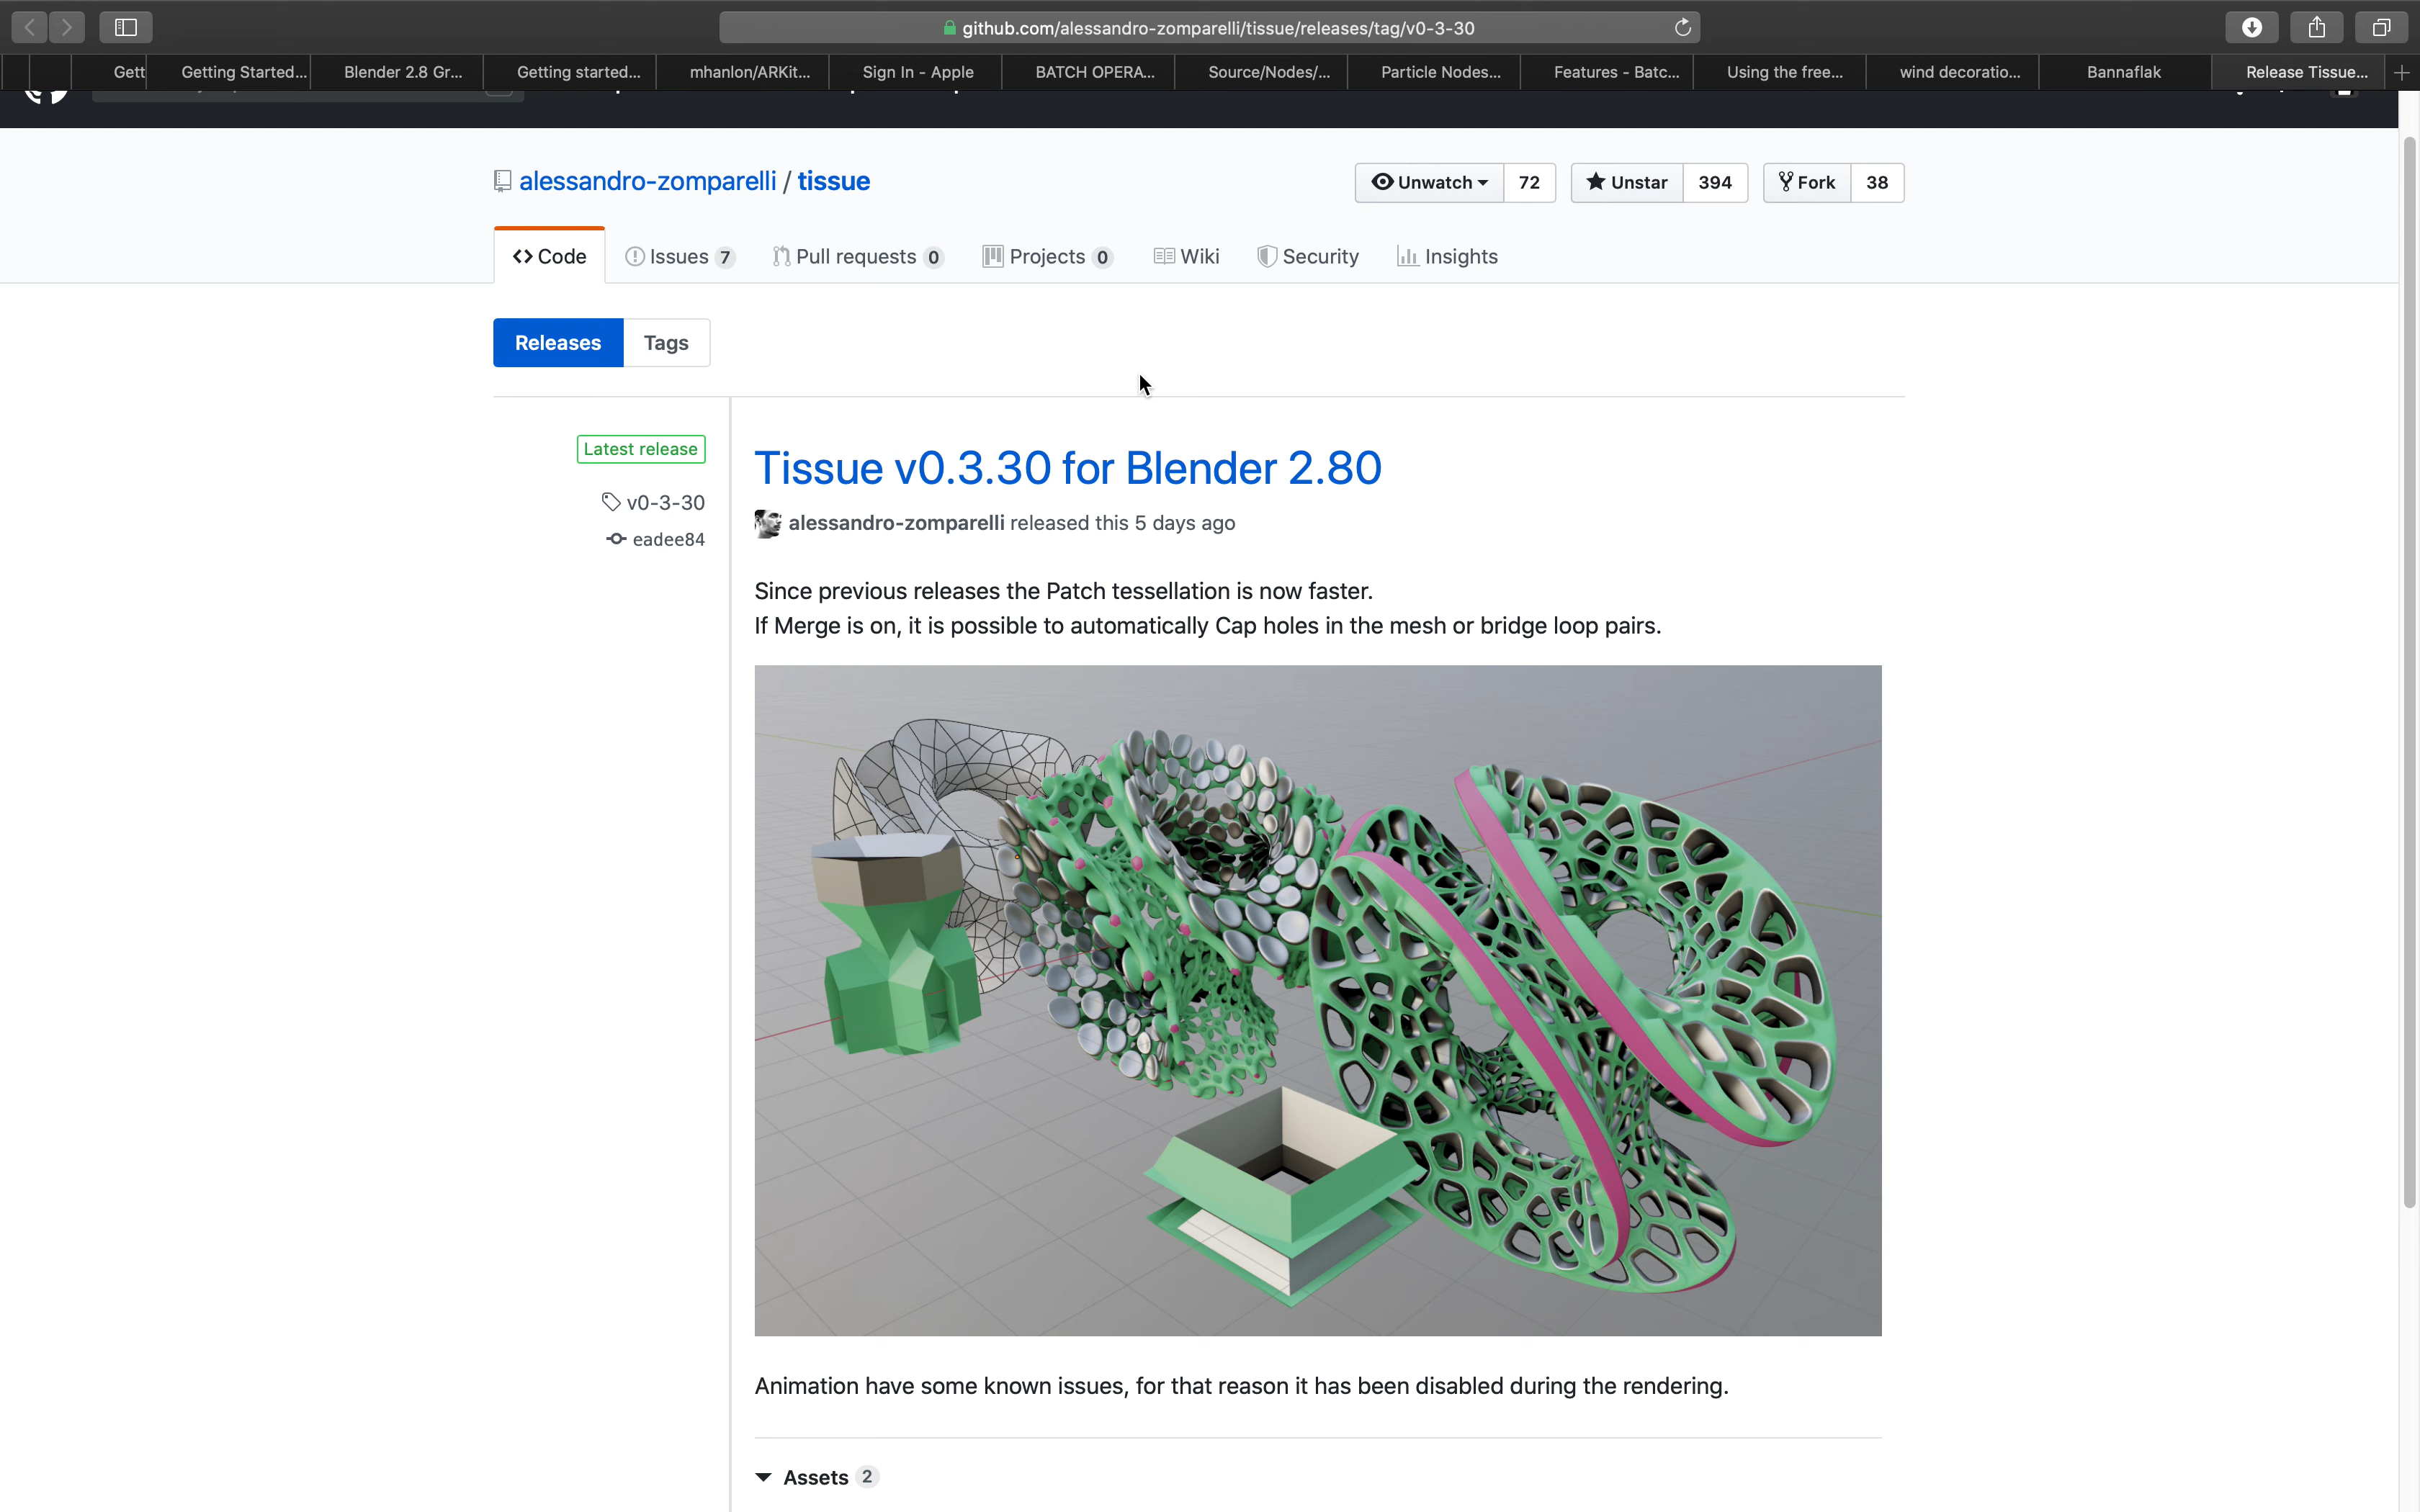 github.com/alessandro-zomparelli/tissue/releases/tag/v0-3-30
Gett
Getting Started...
Blender 2.8 Gr...
Getting started...
mhanlon/ARKit...
Sign In - Apple
BATCH OPERA...
Source/Nodes/...
Particle Nodes...
Features - Batc...
Using the free...
wind decoratio...
Bannaflak
Release Tissue...
alessandro-zomparelli / tissue
Unwatch 72
Unstar 394
Fork 38
Code
Issues 7
Pull requests 0
Projects 0
Wiki
Security
Insights
Releases
Tags
Latest release
v0-3-30
eadee84
Tissue v0.3.30 for Blender 2.80
alessandro-zomparelli released this 5 days ago
Since previous releases the Patch tessellation is now faster.
If Merge is on, it is possible to automatically Cap holes in the mesh or bridge loop pairs.
Animation have some known issues, for that reason it has been disabled during the rendering.
Assets 2